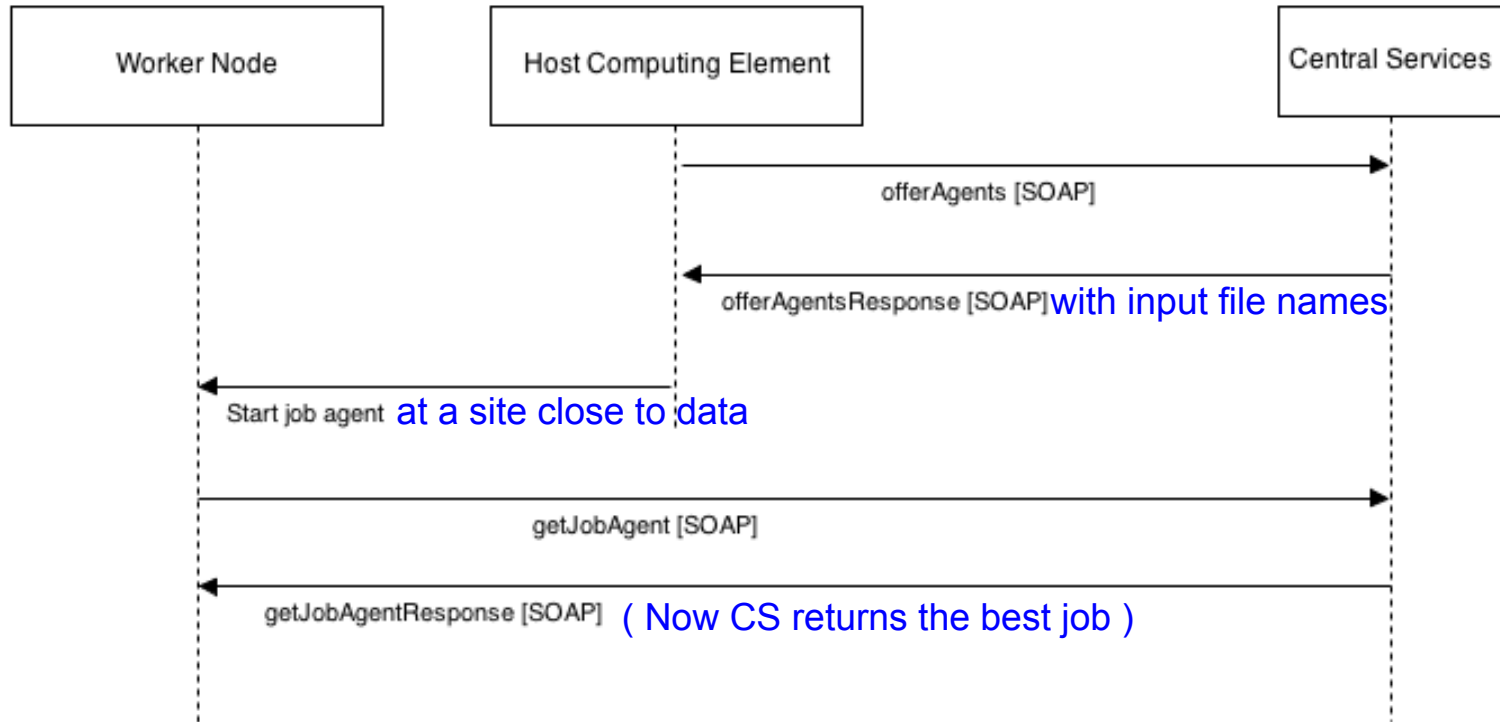 Worker Node
Host Computing Element
Central Services
offerAgents [SOAP]
offerAgentsResponse [SOAP] with input file names
Start job agent at a site close to data
getJobAgent [SOAP]
getJobAgentResponse [SOAP] ( Now CS returns the best job )